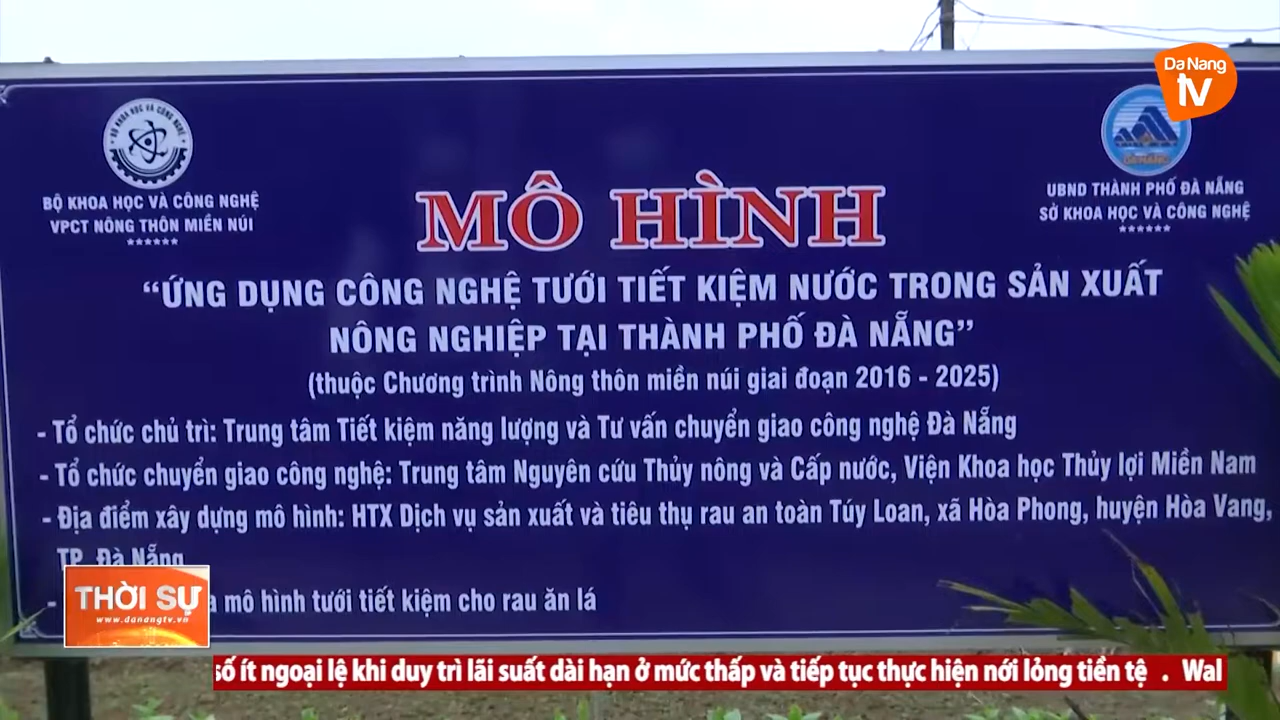 Da Nang
tv
BỘ KHOA HỌC VÀ CÔNG NGHỆ
BỘ KHOA HỌC VÀ CÔNG NGHỆ
VPCT NÔNG THÔN MIỀN NÚI
******
ĐÀ NẴNG
UBND THÀNH PHỐ ĐÀ NẴNG
SỞ KHOA HỌC VÀ CÔNG NGHỆ
******
MÔ HÌNH
“ỨNG DỤNG CÔNG NGHỆ TƯỚI TIẾT KIỆM NƯỚC TRONG SẢN XUẤT
NÔNG NGHIỆP TẠI THÀNH PHỐ ĐÀ NẴNG”
(thuộc Chương trình Nông thôn miền núi giai đoạn 2016 - 2025)
- Tổ chức chủ trì: Trung tâm Tiết kiệm năng lượng và Tư vấn chuyển giao công nghệ Đà Nẵng
- Tổ chức chuyển giao công nghệ: Trung tâm Nguyên cứu Thủy nông và Cấp nước, Viện Khoa học Thủy lợi Miền Nam
- Địa điểm xây dựng mô hình: HTX Dịch vụ sản xuất và tiêu thụ rau an toàn Túy Loan, xã Hòa Phong, huyện Hòa Vang,
TP. Đà Nẵng
- mô hình tưới tiết kiệm cho rau ăn lá
THỜI SỰ
www.danangtv.vn
số ít ngoại lệ khi duy trì lãi suất dài hạn ở mức thấp và tiếp tục thực hiện nới lỏng tiền tệ . Wal